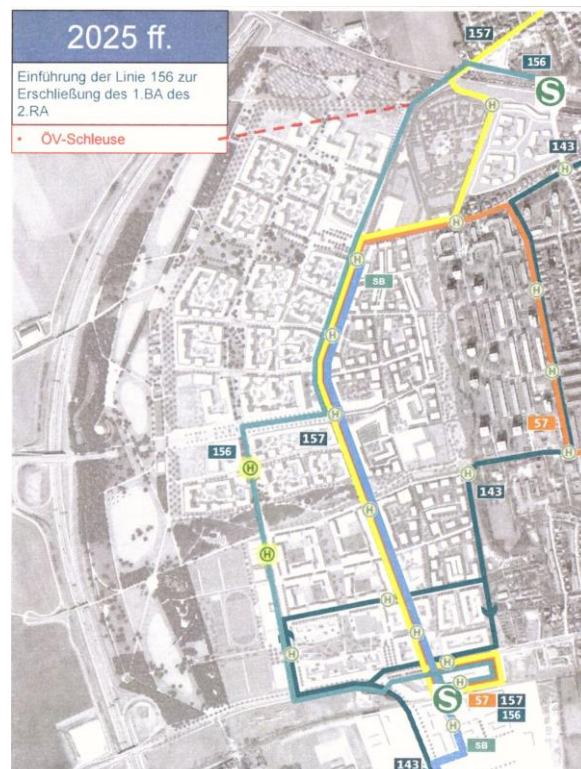 2025 ff.
Einführung der Linie 156 zur
Erschließung des 1.BA des
2.RA
• ÖV-Schleuse
157
156
S
H
143
H
H
H
SB
H
H
H
H
57
157
156
H
H
143
H
H
H
H
H
H
H
H
S
57 157
156
H
SB
143